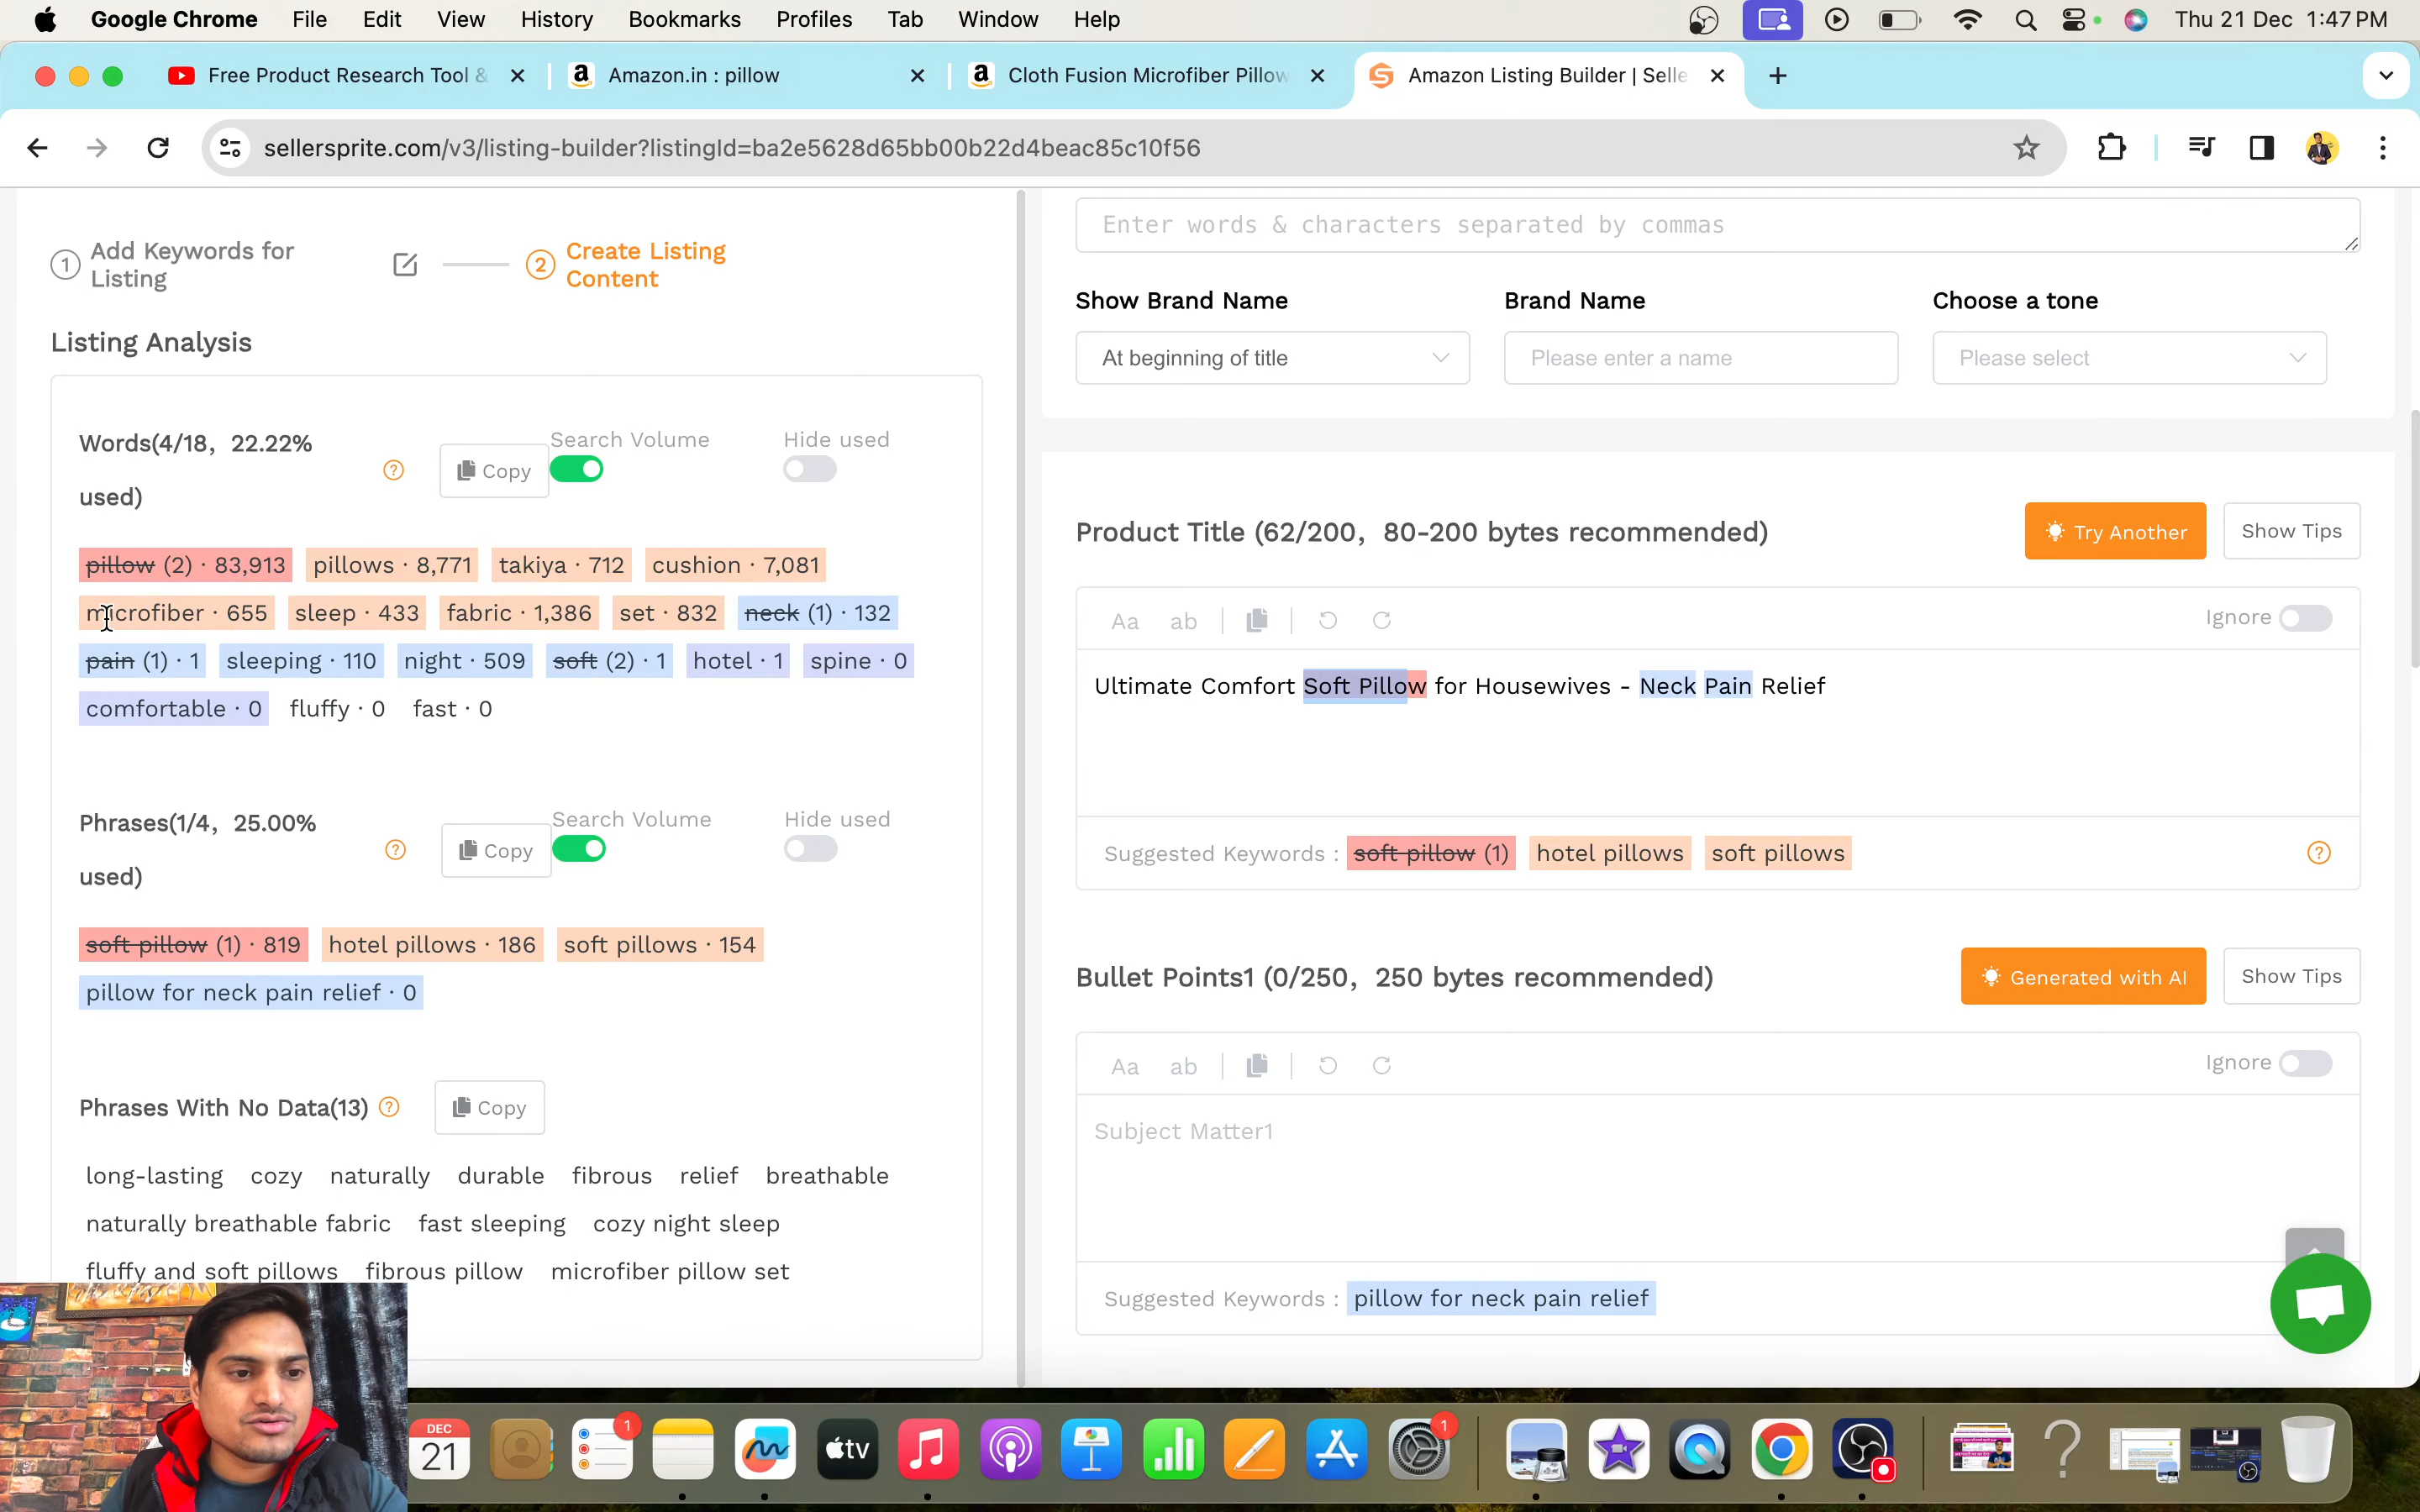 Google Chrome File Edit View History Bookmarks Profiles Tab Window Help Thu 21 Dec 1:47 PM
Free Product Research Tool & Amazon.in : pillow Cloth Fusion Microfiber Pillow Amazon Listing Builder | Selle
sellersprite.com/v3/listing-builder?listingId=ba2e5628d65bb00b22d4beac85c10f56
1 Add Keywords for Listing
2 Create Listing Content
Listing Analysis
Words(4/18, 22.22% used) ? Copy Search Volume Hide used
pillow (2) · 83,913 pillows · 8,771 takiya · 712 cushion · 7,081
microfiber · 655 sleep · 433 fabric · 1,386 set · 832 neck (1) · 132
pain (1) · 1 sleeping · 110 night · 509 soft (2) · 1 hotel · 1 spine · 0
comfortable · 0 fluffy · 0 fast · 0
Phrases(1/4, 25.00% used) ? Copy Search Volume Hide used
soft pillow (1) · 819 hotel pillows · 186 soft pillows · 154
pillow for neck pain relief · 0
Phrases With No Data(13) ? Copy
long-lasting cozy naturally durable fibrous relief breathable
naturally breathable fabric fast sleeping cozy night sleep
fluffy and soft pillows fibrous pillow microfiber pillow set
Enter words & characters separated by commas
Show Brand Name Brand Name Choose a tone
At beginning of title Please enter a name Please select
Product Title (62/200, 80-200 bytes recommended) Try Another Show Tips
Aa ab Ignore
Ultimate Comfort Soft Pillow for Housewives - Neck Pain Relief
Suggested Keywords : soft pillow (1) hotel pillows soft pillows ?
Bullet Points1 (0/250, 250 bytes recommended) Generated with AI Show Tips
Aa ab Ignore
Subject Matter1
Suggested Keywords : pillow for neck pain relief
DEC
21
1
tv
1